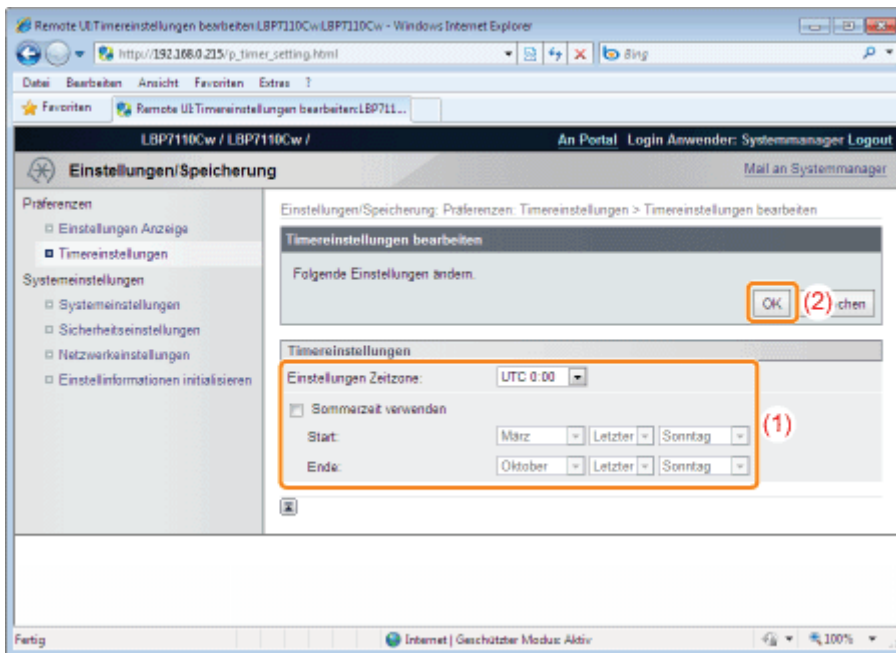 Remote UI:Timereinstellungen bearbeiten:LBP7110Cw:LBP7110Cw - Windows Internet Explorer
http://192.168.0.215/p_timer_setting.html
Bing
Datei Bearbeiten Ansicht Favoriten Extras ?
Favoriten Remote UI:Timereinstellungen bearbeiten:LBP711...
LBP7110Cw / LBP7110Cw / An Portal Login Anwender: Systemmanager Logout
Einstellungen/Speicherung Mail an Systemmanager
Präferenzen
Einstellungen Anzeige
Timereinstellungen
Systemeinstellungen
Systemeinstellungen
Sicherheitseinstellungen
Netzwerkeinstellungen
Einstellinformationen initialisieren
Einstellungen/Speicherung: Präferenzen: Timereinstellungen > Timereinstellungen bearbeiten
Timereinstellungen bearbeiten
Folgende Einstellungen ändern.
OK (2) chen
Timereinstellungen
Einstellungen Zeitzone: UTC 0:00
Sommerzeit verwenden
(1)
Start: März Letzter Sonntag
Ende: Oktober Letzter Sonntag
Fertig Internet | Geschützter Modus: Aktiv 100%